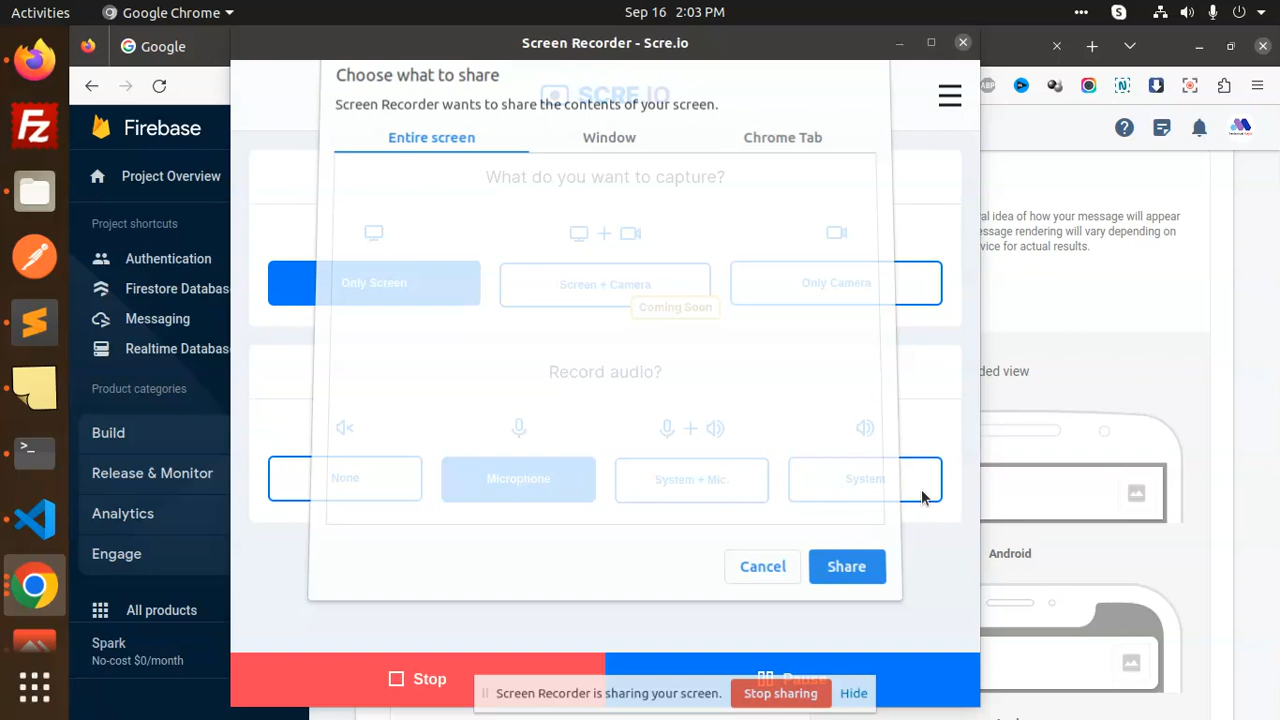 Activities
Google Chrome
Sep 16 2:03 PM
Google
Screen Recorder - Scre.io
Firebase
Project Overview
Project shortcuts
Authentication
Firestore Databas
Messaging
Realtime Databas
Product categories
Build
Release & Monitor
Analytics
Engage
All products
Spark
No-cost $0/month
SCRE.IO
Choose what to share
Screen Recorder wants to share the contents of your screen.
Entire screen
Window
Chrome Tab
What do you want to capture?
Only Screen
Screen + Camera
Only Camera
Coming Soon
Record audio?
None
Microphone
System + Mic.
System
Cancel
Share
Stop
Pause
Screen Recorder is sharing your screen.
Stop sharing
Hide
al idea of how your message will appear
ssage rendering will vary depending on
vice for actual results.
ded view
Android